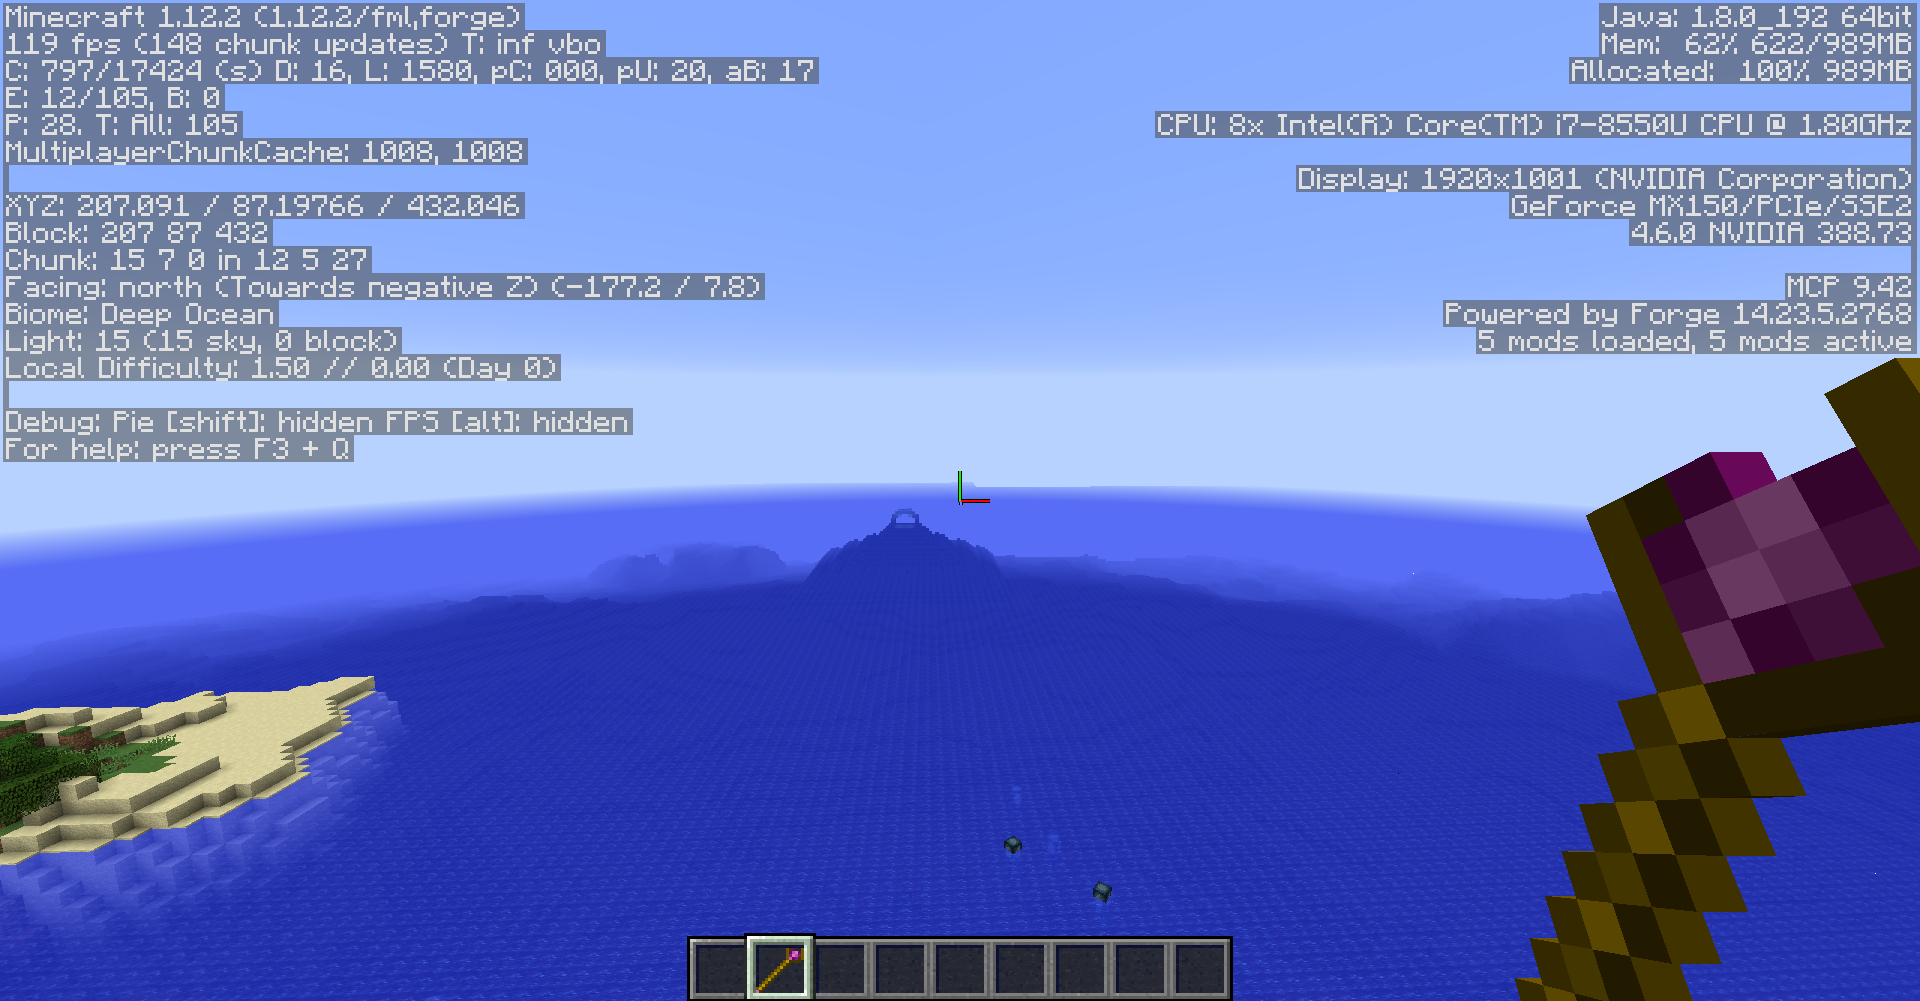 Minecraft 1.12.2 (1.12.2/fml,forge)
119 fps (148 chunk updates) T: inf vbo
C: 797/17424 (s) D: 16, L: 1580, pC: 000, pU: 20, aB: 17
E: 12/105, B: 0
P: 28. T: All: 105
MultiplayerChunkCache: 1008, 1008
XYZ: 207.091 / 87.19766 / 432.046
Block: 207 87 432
Chunk: 15 7 0 in 12 5 27
Facing: north (Towards negative Z) (-177.2 / 7.8)
Biome: Deep Ocean
Light: 15 (15 sky, 0 block)
Local Difficulty: 1.50 // 0.00 (Day 0)
Debug: Pie [shift]: hidden FPS [alt]: hidden
For help: press F3 + Q
Java: 1.8.0_192 64bit
Mem: 62% 622/989MB
Allocated: 100% 989MB
CPU: 8x Intel(R) Core(TM) i7-8550U CPU @ 1.80GHz
Display: 1920x1001 (NVIDIA Corporation)
GeForce MX150/PCIe/SSE2
4.6.0 NVIDIA 388.73
MCP 9.42
Powered by Forge 14.23.5.2768
5 mods loaded, 5 mods active